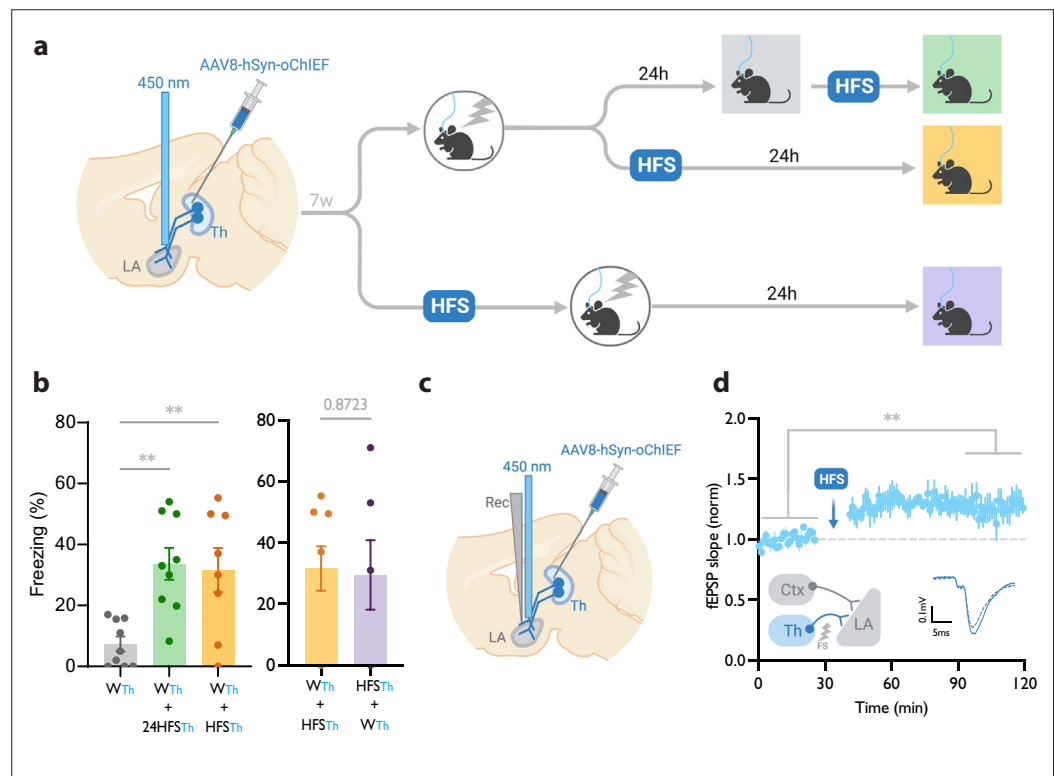 a
AAV8-hSyn-oChIEF
450 nm
Th
LA
7w
24h
HFS
HFS
24h
HFS
24h
b
Freezing (%)
80
60
40
20
0
**
**
WTh
WTh
+
24HFSTh
WTh
+
HFSTh
80
60
40
20
0
0.8723
WTh
+
HFSTh
HFSTh
+
WTh
c
AAV8-hSyn-oChIEF
450 nm
Rec
Th
LA
d
fEPSP slope (norm)
2.0
1.5
1.0
0.5
0.0
**
HFS
Ctx
Th
LA
FS
0.1mV
5ms
0
30
60
90
120
Time (min)